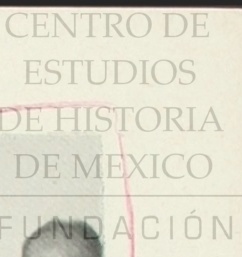 CENTRO DE
ESTUDIOS
DE HISTORIA
DE MEXICO
FUNDACIÓN